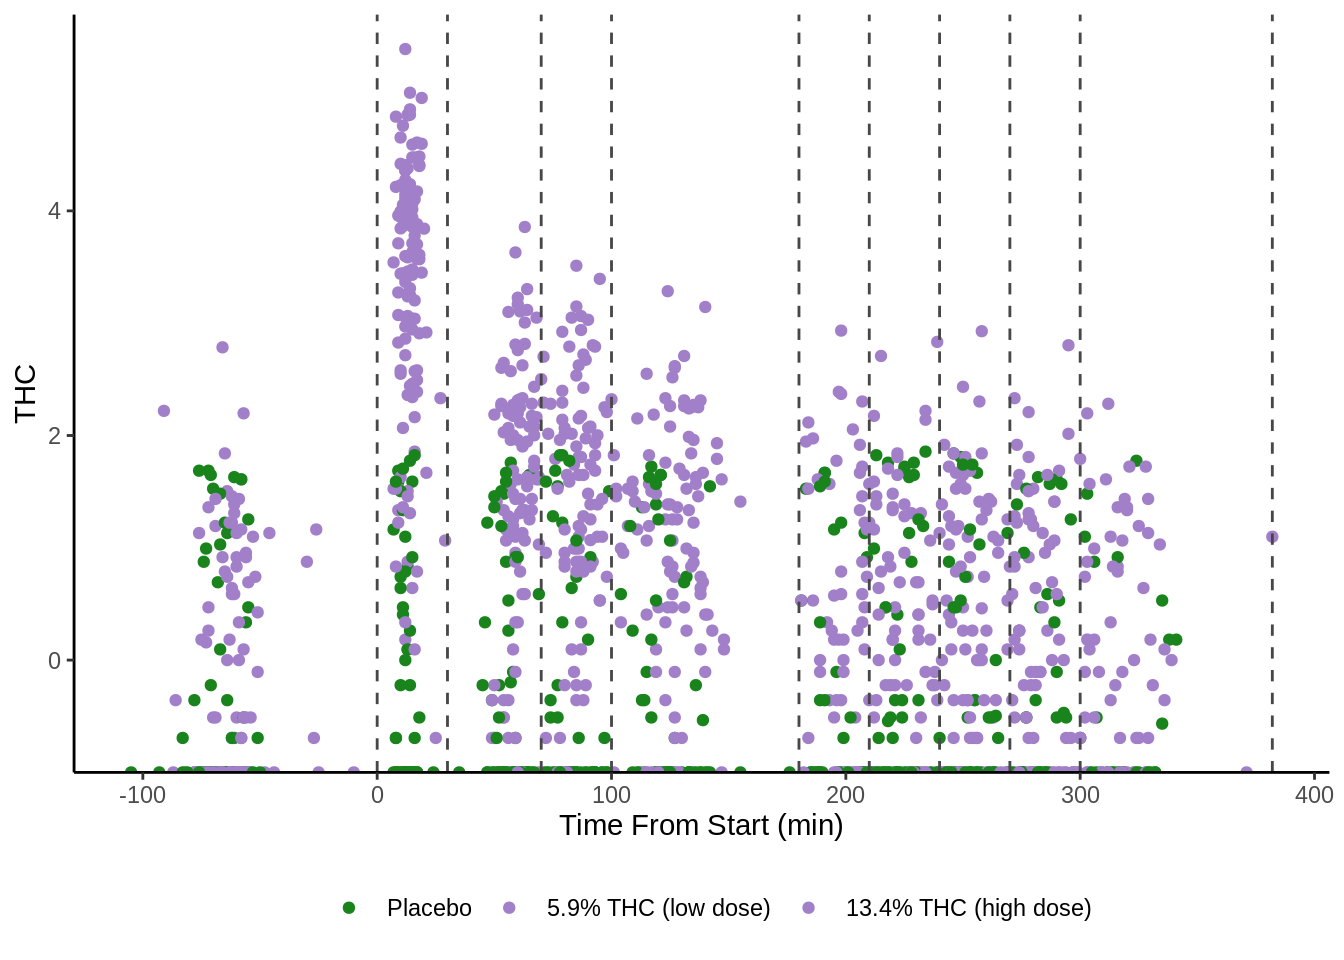 THC
4
2
0
-100 0 100 200 300 400
Time From Start (min)
Placebo 5.9% THC (low dose) 13.4% THC (high dose)